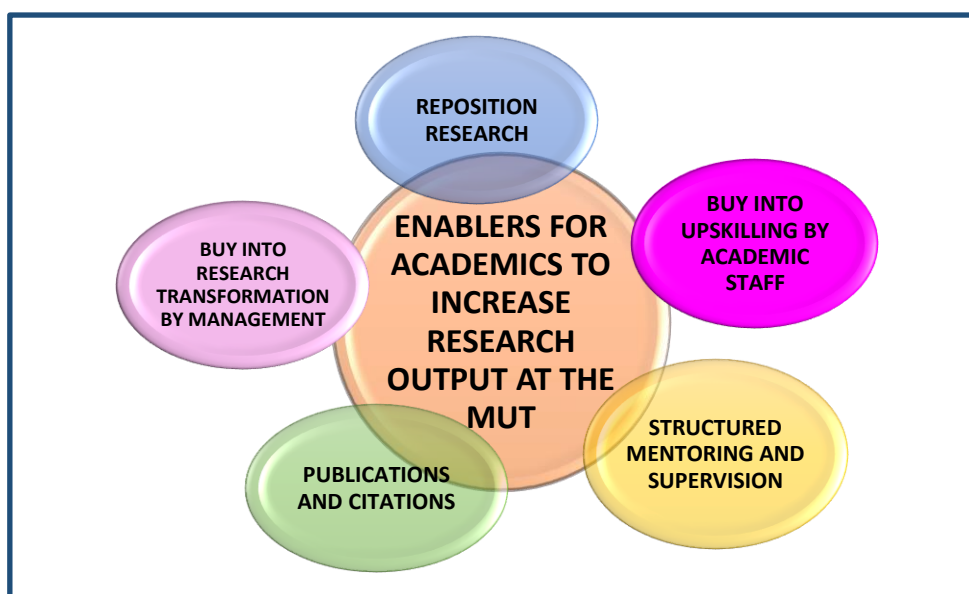 REPOSITION
RESEARCH
ENABLERS FOR
ACADEMICS TO
INCREASE
RESEARCH
OUTPUT AT THE
MUT
BUY INTO
UPSKILLING BY
ACADEMIC
STAFF
STRUCTURED
MENTORING AND
SUPERVISION
PUBLICATIONS
AND CITATIONS
BUY INTO
RESEARCH
TRANSFORMATION
BY MANAGEMENT